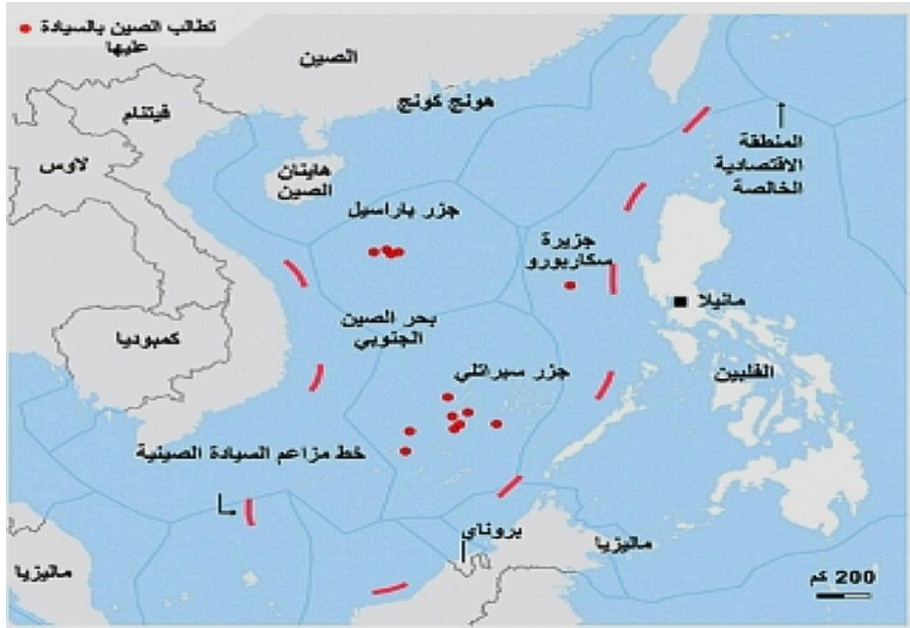 تطالب الصين بالسيادة
عليها
الصين
هونج كونج
فيتنام
لاوس
هاينان
الصين
المنطقة
الاقتصادية
الخالصة
جزر باراسيل
جزيرة
سكاربورو
مانيلا
بحر الصين
الجنوبي
كمبوديا
جزر سبراتلي
الفلبين
خط مزاعم السيادة الصينية
بروناي
ماليزيا
ماليزيا
200 كم